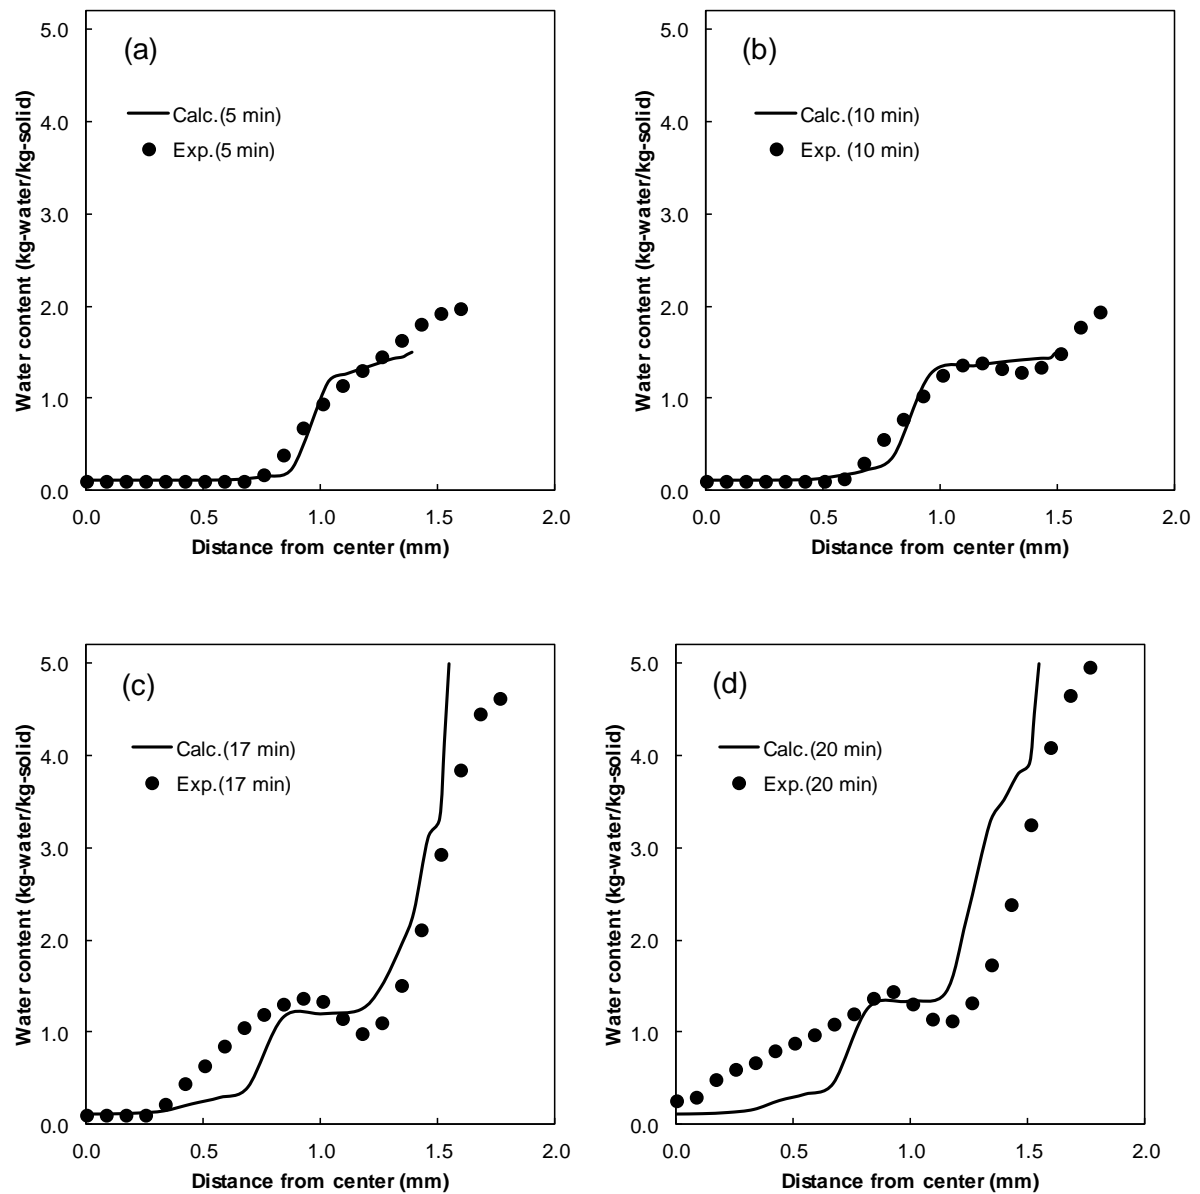 (a)
Calc.(5 min)
Exp.(5 min)
5.0
4.0
3.0
2.0
1.0
0.0
Water content (kg-water/kg-solid)
0.0 0.5 1.0 1.5 2.0
Distance from center (mm)
(b)
Calc.(10 min)
Exp. (10 min)
5.0
4.0
3.0
2.0
1.0
0.0
Water content (kg-water/kg-solid)
0.0 0.5 1.0 1.5 2.0
Distance from center (mm)
(c)
Calc.(17 min)
Exp.(17 min)
5.0
4.0
3.0
2.0
1.0
0.0
Water content (kg-water/kg-solid)
0.0 0.5 1.0 1.5 2.0
Distance from center (mm)
(d)
Calc.(20 min)
Exp.(20 min)
5.0
4.0
3.0
2.0
1.0
0.0
Water content (kg-water/kg-solid)
0.0 0.5 1.0 1.5 2.0
Distance from center (mm)